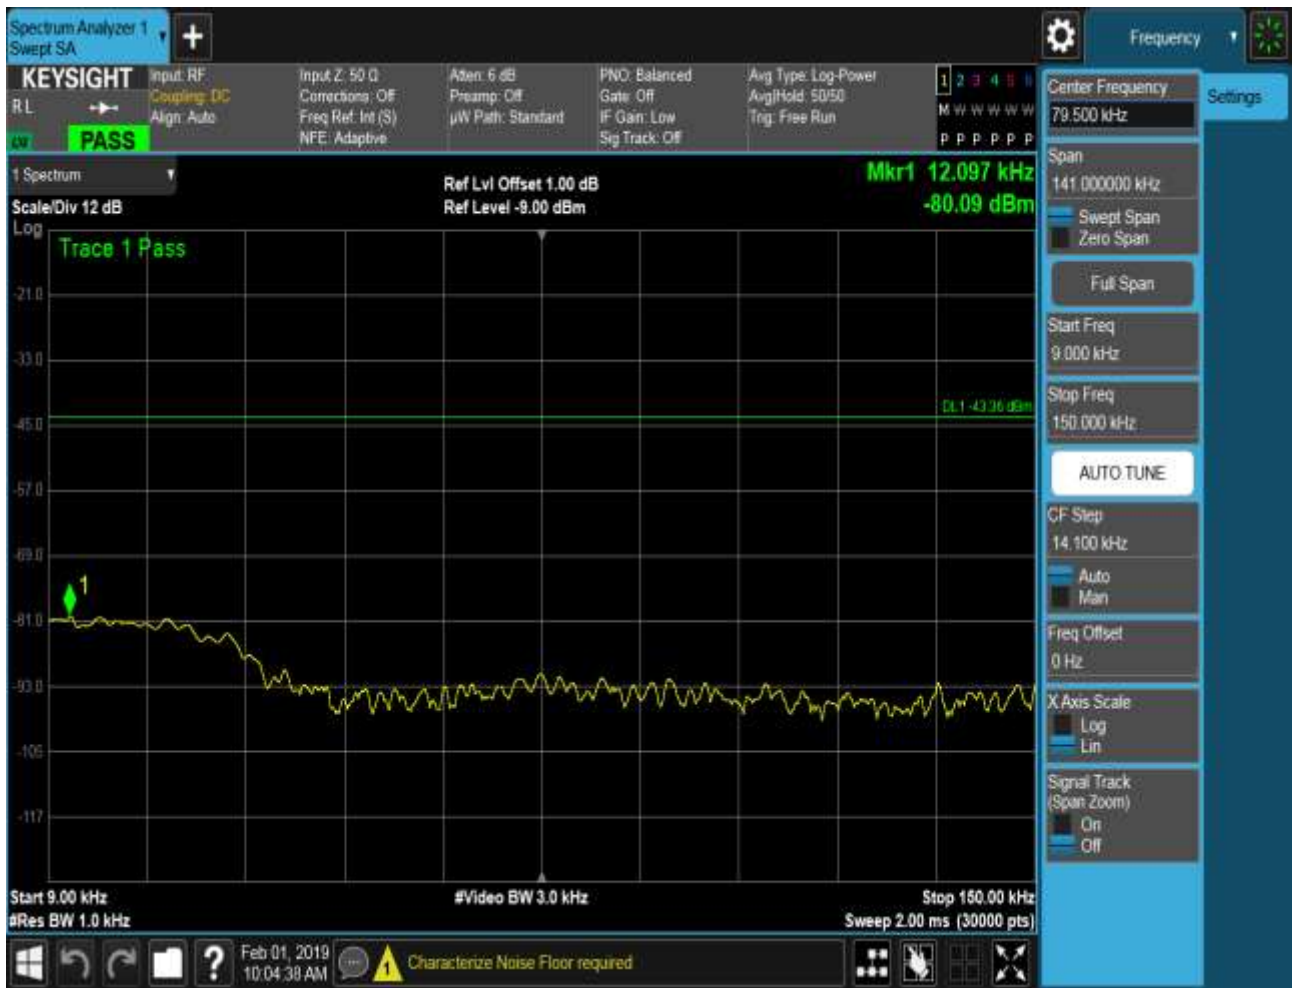 Spectrum Analyzer 1
Swept SA
+
Frequency
KEYSIGHT
R L
PASS
Input: RF
Coupling: DC
Align: Auto
Input Z: 50 Ω
Corrections: Off
Freq Ref: Int (S)
NFE: Adaptive
Atten: 6 dB
Preamp: Off
µW Path: Standard
PNO: Balanced
Gate: Off
IF Gain: Low
Sig Track: Off
Avg Type: Log-Power
Avg|Hold: 50/50
Trig: Free Run
1 2 3 4 5 6
M W W W W W
P P P P P P
1 Spectrum
Scale/Div 12 dB
Log
Ref Lvl Offset 1.00 dB
Ref Level -9.00 dBm
Mkr1 12.097 kHz
-80.09 dBm
Trace 1 Pass
-21.0
-33.0
DL1 -43.36 dBm
-45.0
-57.0
-69.0
1
-81.0
-93.0
-105
-117
Start 9.00 kHz
#Res BW 1.0 kHz
#Video BW 3.0 kHz
Stop 150.00 kHz
Sweep 2.00 ms (30000 pts)
Center Frequency
79.500 kHz
Settings
Span
141.000000 kHz
Swept Span
Zero Span
Full Span
Start Freq
9.000 kHz
Stop Freq
150.000 kHz
AUTO TUNE
CF Step
14.100 kHz
Auto
Man
Freq Offset
0 Hz
X Axis Scale
Log
Lin
Signal Track
(Span Zoom)
On
Off
?
Feb 01, 2019
10:04:38 AM
1
Characterize Noise Floor required